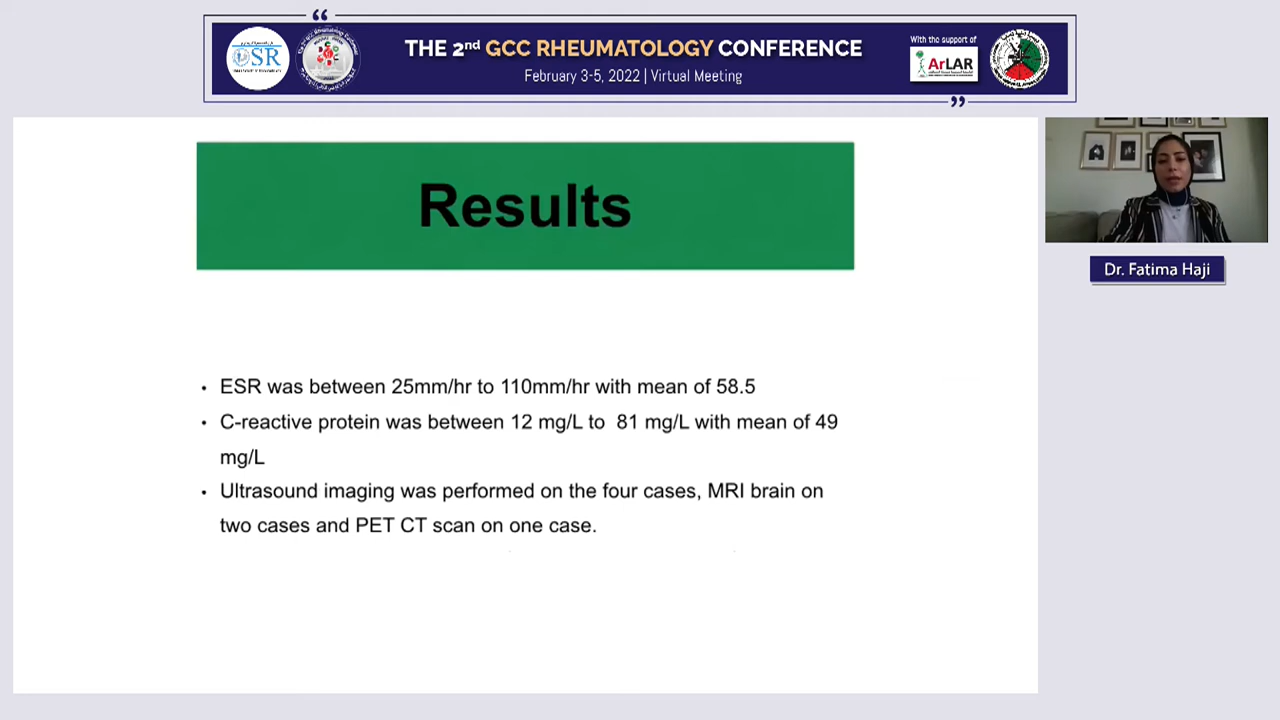 “
THE 2nd GCC RHEUMATOLOGY CONFERENCE
February 3-5, 2022 | Virtual Meeting
With the support of
ArLAR
”
Results
Dr. Fatima Haji
• ESR was between 25mm/hr to 110mm/hr with mean of 58.5
• C-reactive protein was between 12 mg/L to 81 mg/L with mean of 49
mg/L
• Ultrasound imaging was performed on the four cases, MRI brain on
two cases and PET CT scan on one case.